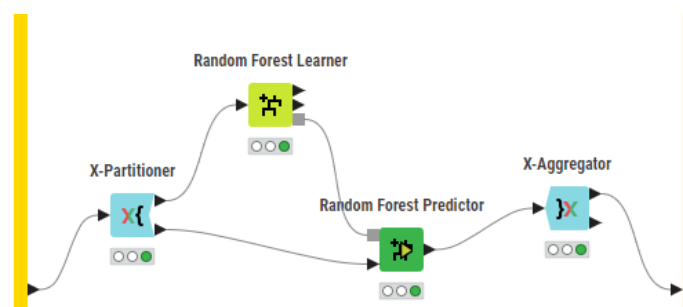 Random Forest Learner
X-Partitioner
X{
X-Aggregator
}X
Random Forest Predictor